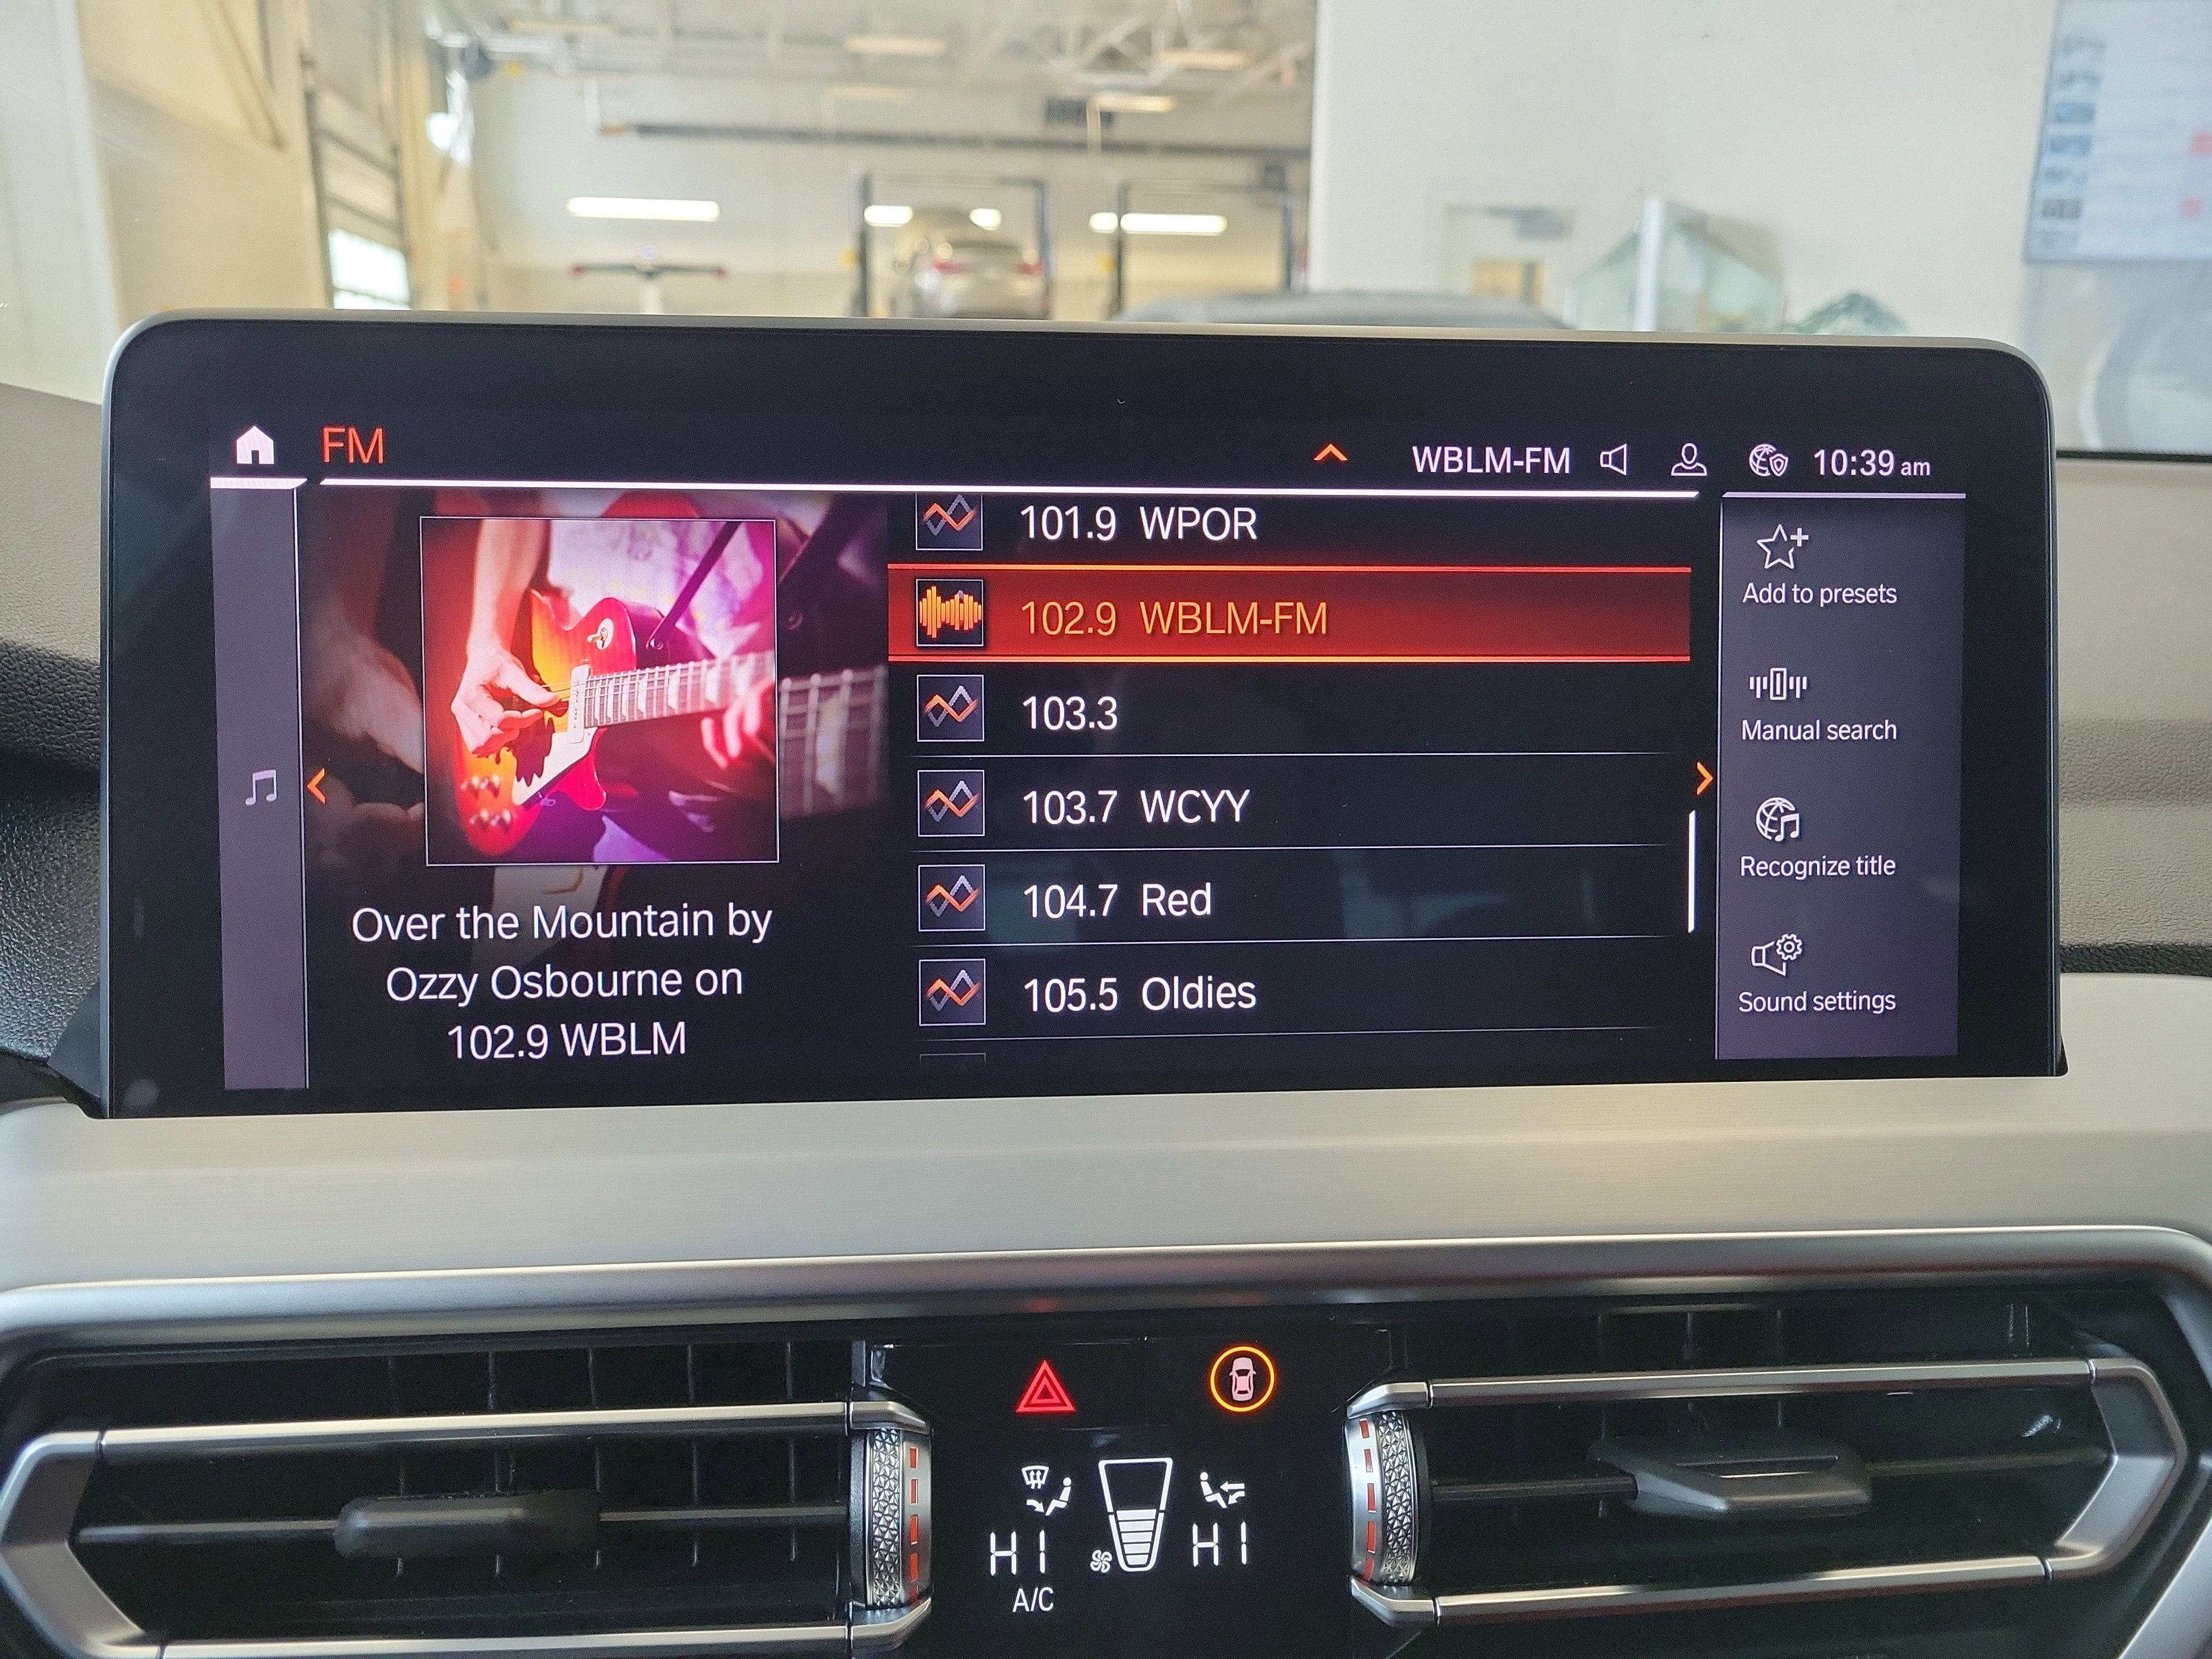 FM
WBLM-FM
10:39 am
101.9 WPOR
102.9 WBLM-FM
103.3
103.7 WCYY
104.7 Red
105.5 Oldies
Over the Mountain by
Ozzy Osbourne on
102.9 WBLM
Add to presets
Manual search
Recognize title
Sound settings
HI
HI
A/C